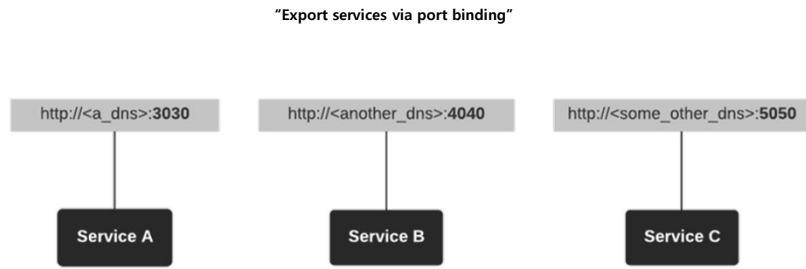 “Export services via port binding”
http://<a_dns>:3030
http://<another_dns>:4040
http://<some_other_dns>:5050
Service A
Service B
Service C